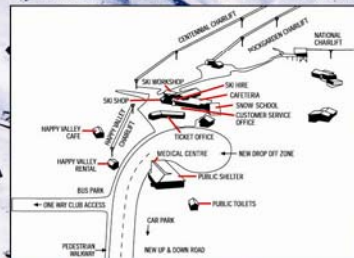 CENTENNIAL CHAIRLIFT
ROCKGARDEN CHAIRLIFT
NATIONAL
CHAIRLIFT
SKI WORKSHOP
SKI HIRE
CAFETERIA
SKI SHOP
SNOW SCHOOL
CUSTOMER SERVICE
OFFICE
HAPPY VALLEY
CAFE
HAPPY VALLEY
CHAIRLIFT
TICKET OFFICE
MEDICAL CENTRE
NEW DROP OFF ZONE
HAPPY VALLEY
RENTAL
PUBLIC SHELTER
BUS PARK
ONE WAY CLUB ACCESS
PUBLIC TOILETS
CAR PARK
PEDESTRIAN
WALKWAY
NEW UP & DOWN ROAD